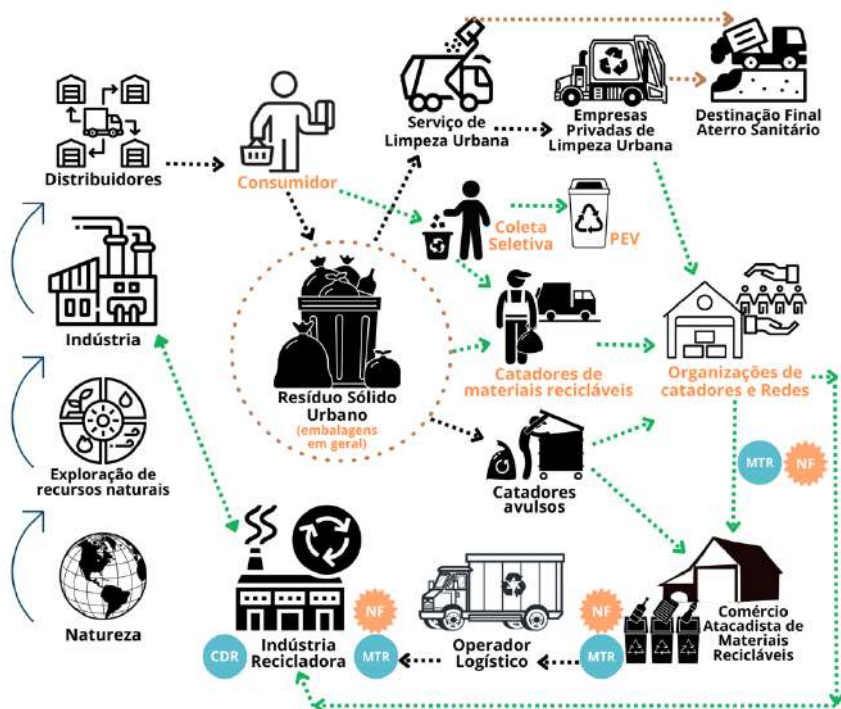 Serviço de
Limpeza Urbana
Empresas
Privadas de
Limpeza Urbana
Destinação Final
Aterro Sanitário
Distribuidores
Consumidor
Coleta
Seletiva
PEV
Indústria
Resíduo Sólido
Urbano
(embalagens
em geral)
Catadores de
materiais recicláveis
Organizações de
catadores e Redes
Exploração de
recursos naturais
Catadores
avulsos
MTR
NF
Natureza
CDR
Indústria
Recicladora
NF
MTR
Operador
Logístico
NF
MTR
Comércio
Atacadista de
Materiais
Recicláveis